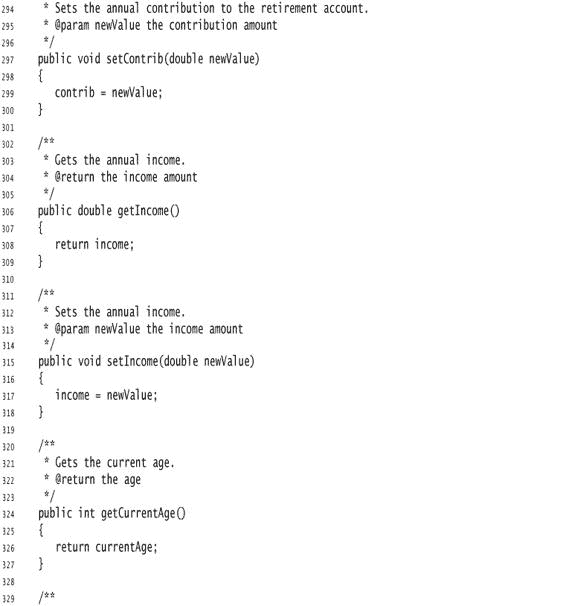 294     * Sets the annual contribution to the retirement account.
295     * @param newValue the contribution amount
296     */
297    public void setContrib(double newValue)
298    {
299       contrib = newValue;
300    }
301
302    /**
303     * Gets the annual income.
304     * @return the income amount
305     */
306    public double getIncome()
307    {
308       return income;
309    }
310
311    /**
312     * Sets the annual income.
313     * @param newValue the income amount
314     */
315    public void setIncome(double newValue)
316    {
317       income = newValue;
318    }
319
320    /**
321     * Gets the current age.
322     * @return the age
323     */
324    public int getCurrentAge()
325    {
326       return currentAge;
327    }
328
329    /**